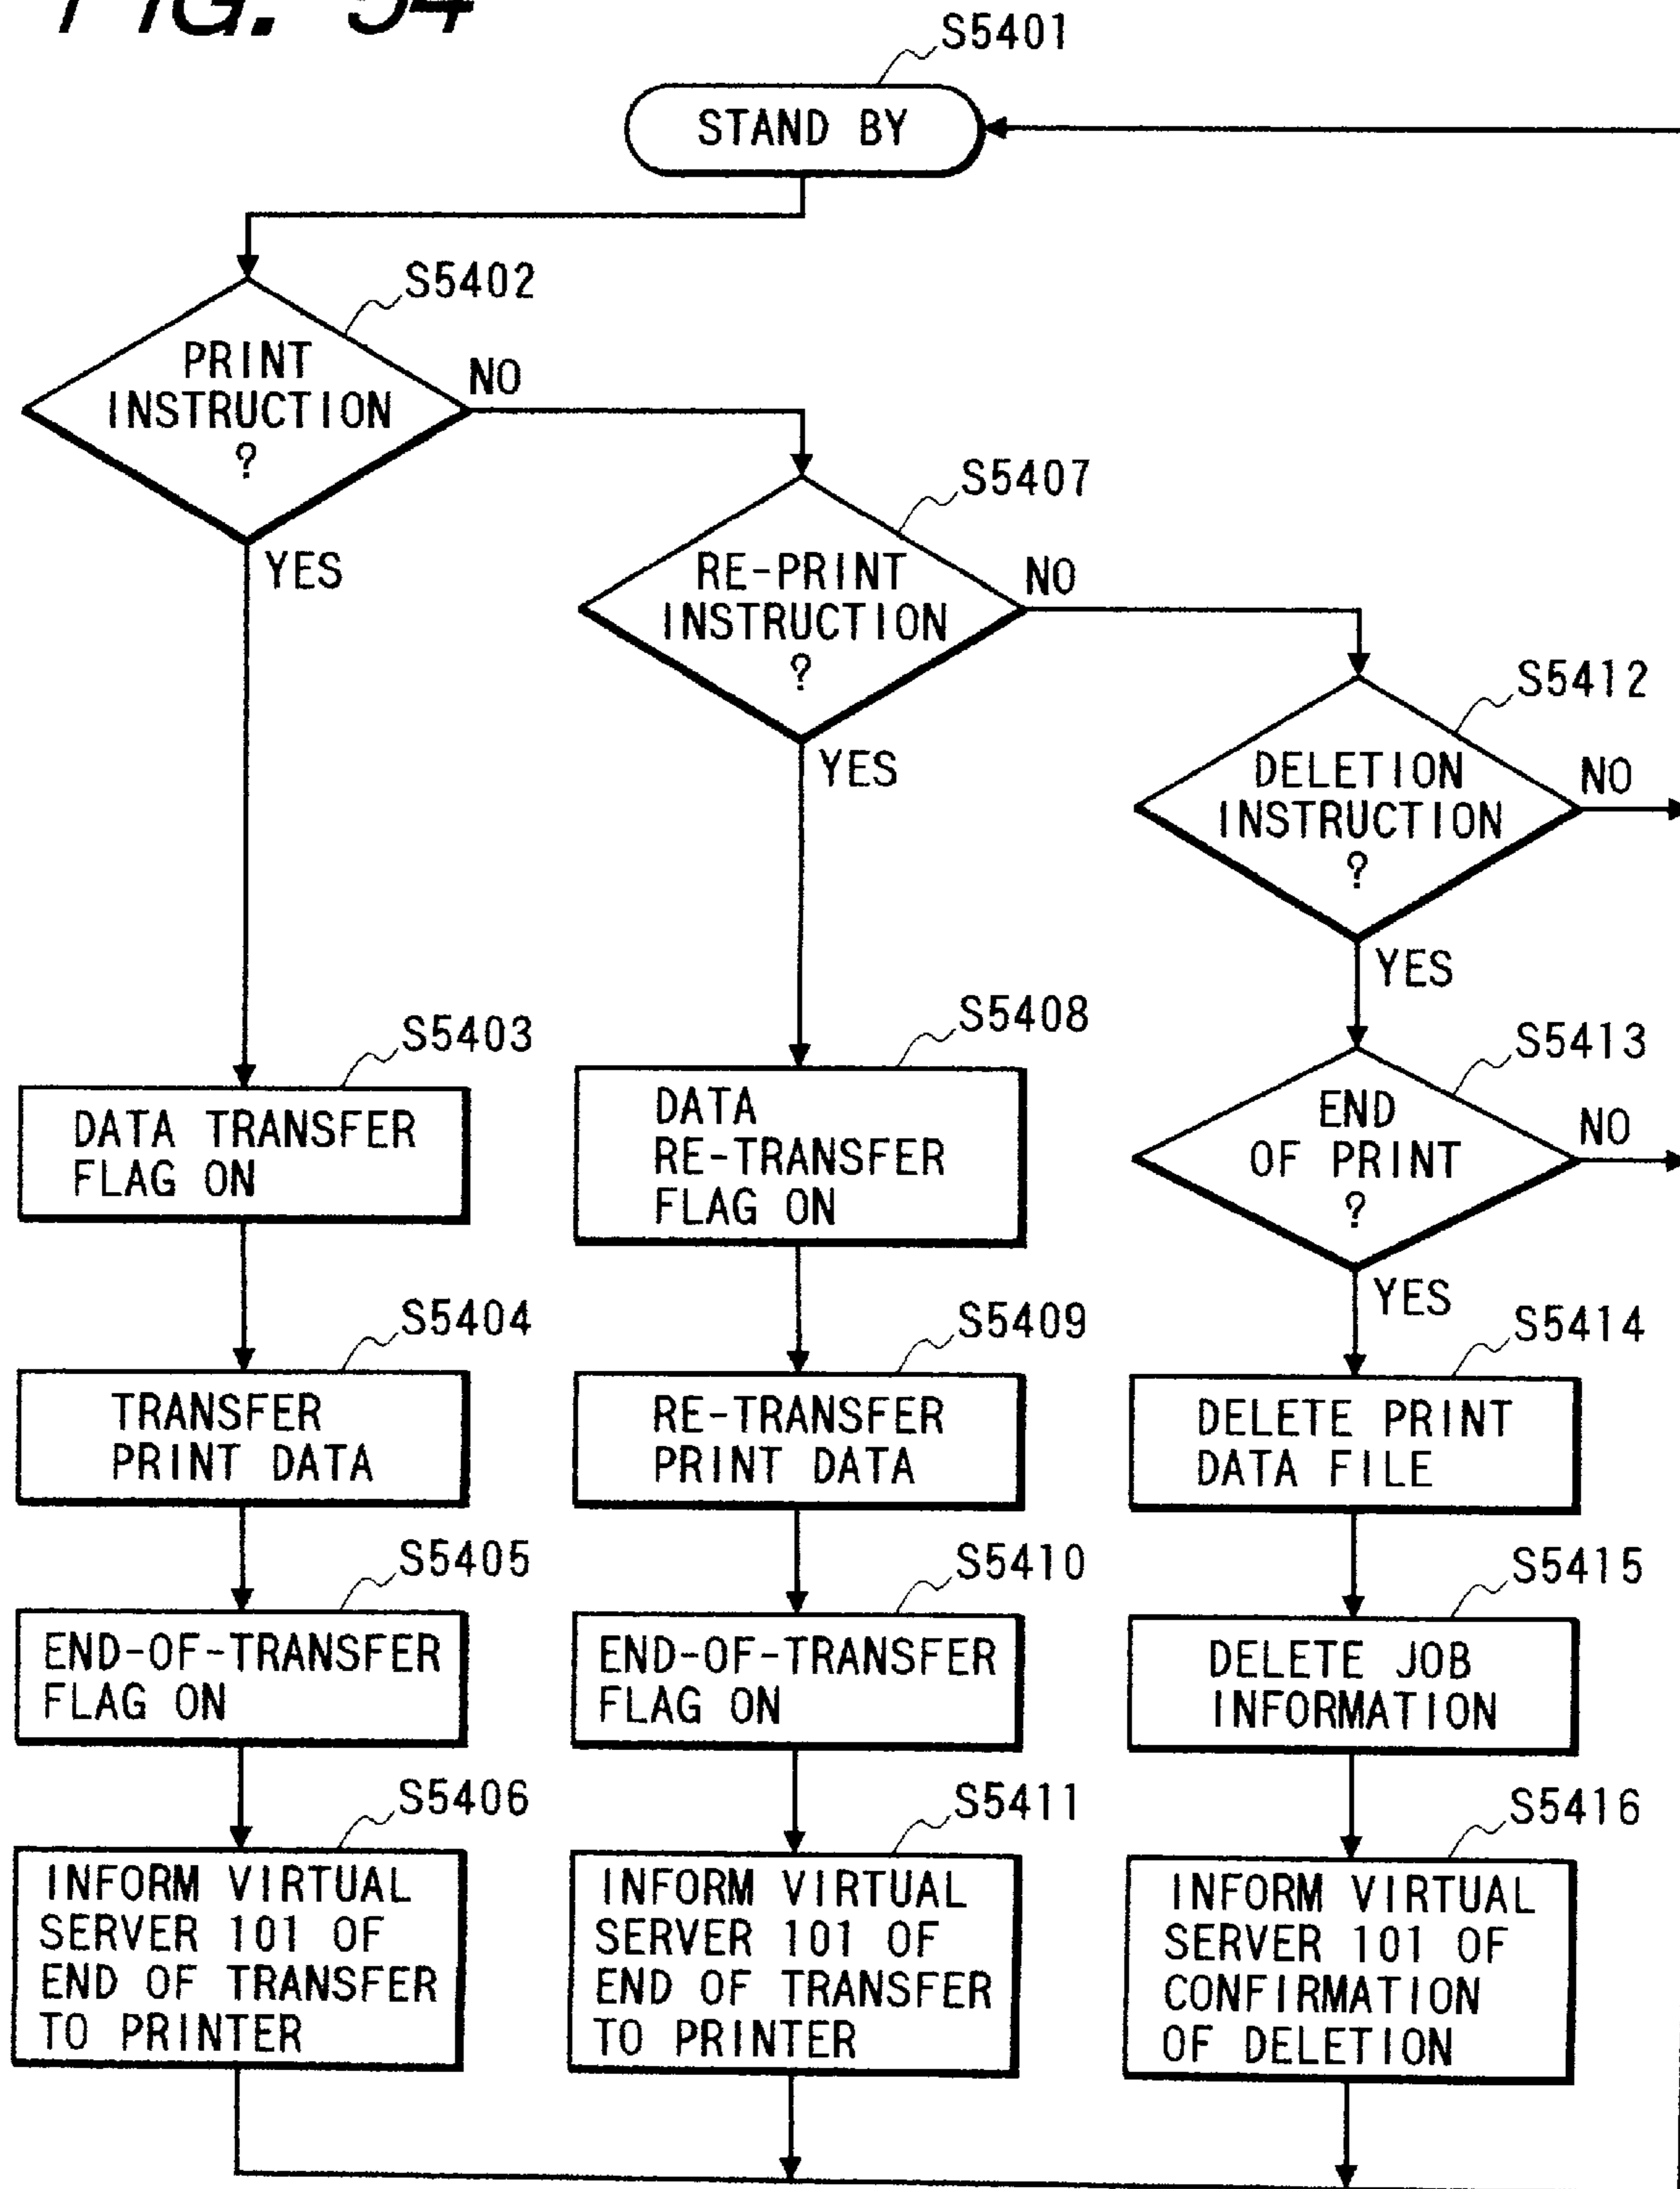 FIG. 54
S5401
STAND BY
S5402
PRINT
INSTRUCTION
?
NO
YES
S5407
RE-PRINT
INSTRUCTION
?
NO
YES
S5412
DELETION
INSTRUCTION
?
NO
YES
S5403
DATA TRANSFER
FLAG ON
S5408
DATA
RE-TRANSFER
FLAG ON
S5413
END
OF PRINT
?
NO
YES
S5404
TRANSFER
PRINT DATA
S5409
RE-TRANSFER
PRINT DATA
S5414
DELETE PRINT
DATA FILE
S5405
END-OF-TRANSFER
FLAG ON
S5410
END-OF-TRANSFER
FLAG ON
S5415
DELETE JOB
INFORMATION
S5406
INFORM VIRTUAL
SERVER 101 OF
END OF TRANSFER
TO PRINTER
S5411
INFORM VIRTUAL
SERVER 101 OF
END OF TRANSFER
TO PRINTER
S5416
INFORM VIRTUAL
SERVER 101 OF
CONFIRMATION
OF DELETION